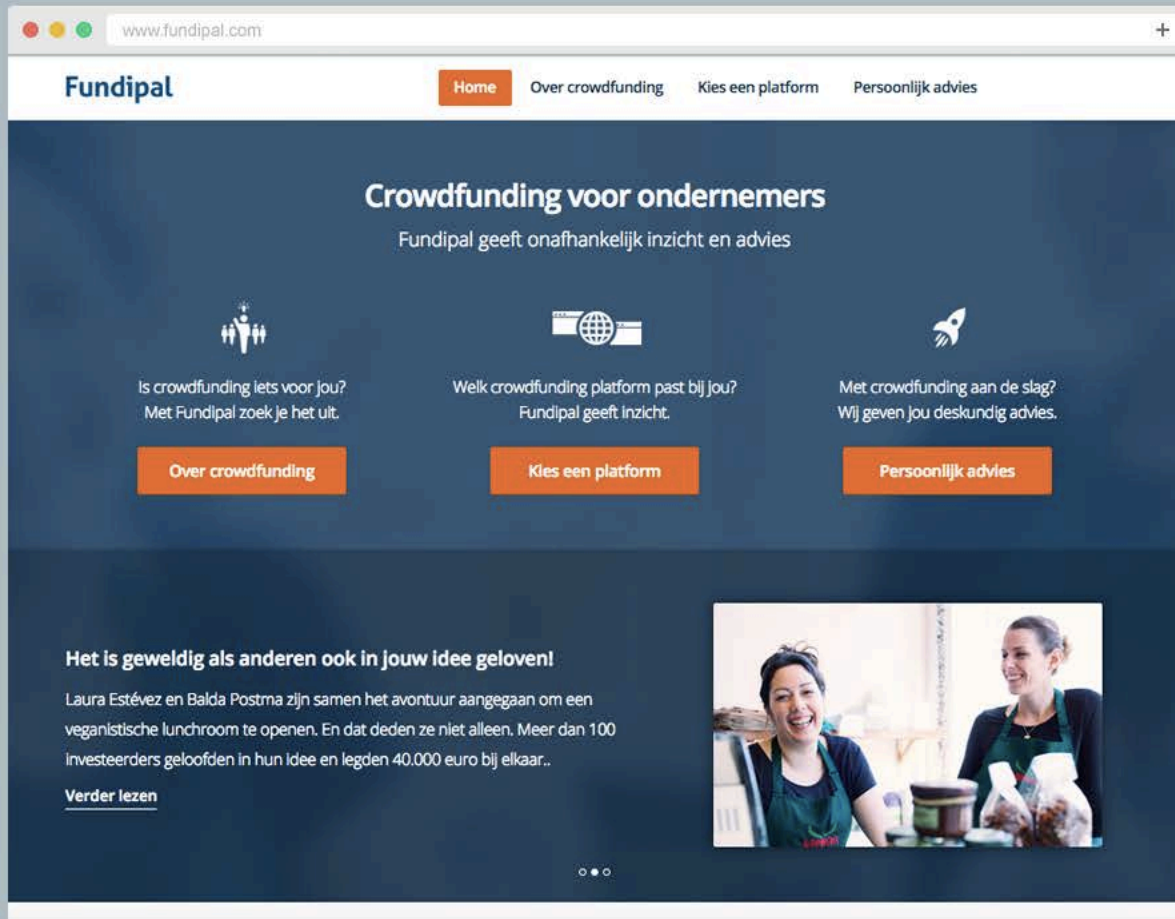 www.fundipal.com
Fundipal
Home
Over crowdfunding
Kies een platform
Persoonlijk advies
Crowdfunding voor ondernemers
Fundipal geeft onafhankelijk inzicht en advies
Is crowdfunding iets voor jou?
Met Fundipal zoek je het uit.
Over crowdfunding
Welk crowdfunding platform past bij jou?
Fundipal geeft inzicht.
Kies een platform
Met crowdfunding aan de slag?
Wij geven jou deskundig advies.
Persoonlijk advies
Het is geweldig als anderen ook in jouw idee geloven!
Laura Estévez en Balda Postma zijn samen het avontuur aangegaan om een
veganistische lunchroom te openen. En dat deden ze niet alleen. Meer dan 100
investeerders geloofden in hun idee en legden 40.000 euro bij elkaar..
Verder lezen